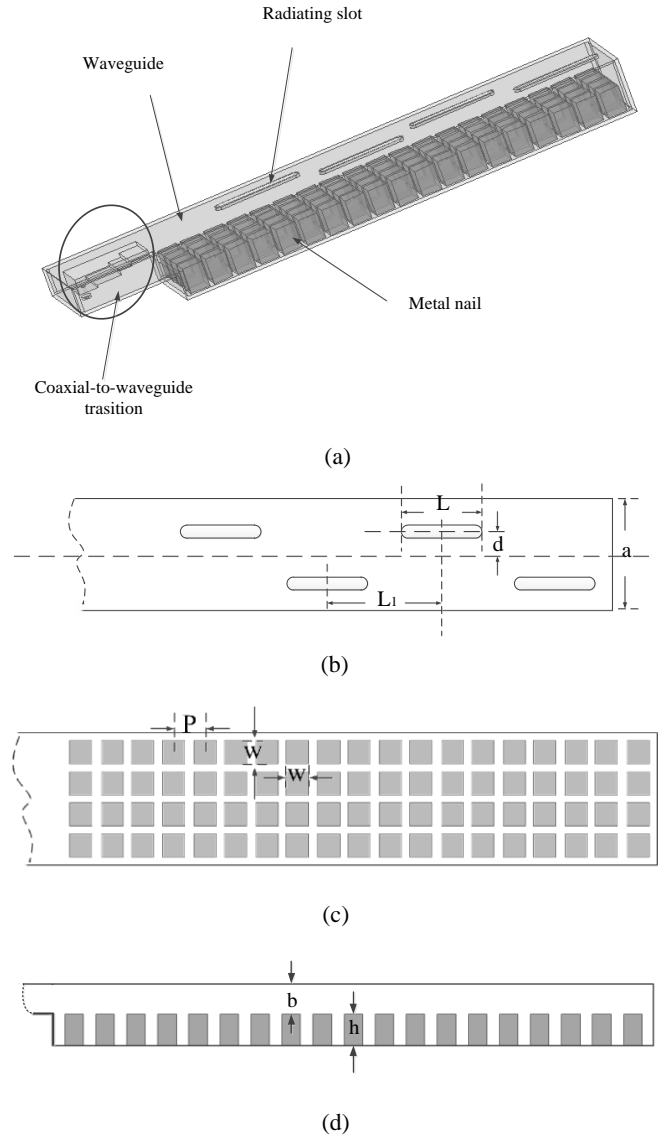 Radiating slot
Waveguide
Metal nail
Coaxial-to-waveguide
trasition
(a)
L
d
a
L1
(b)
P
W
W
(c)
b
h
(d)